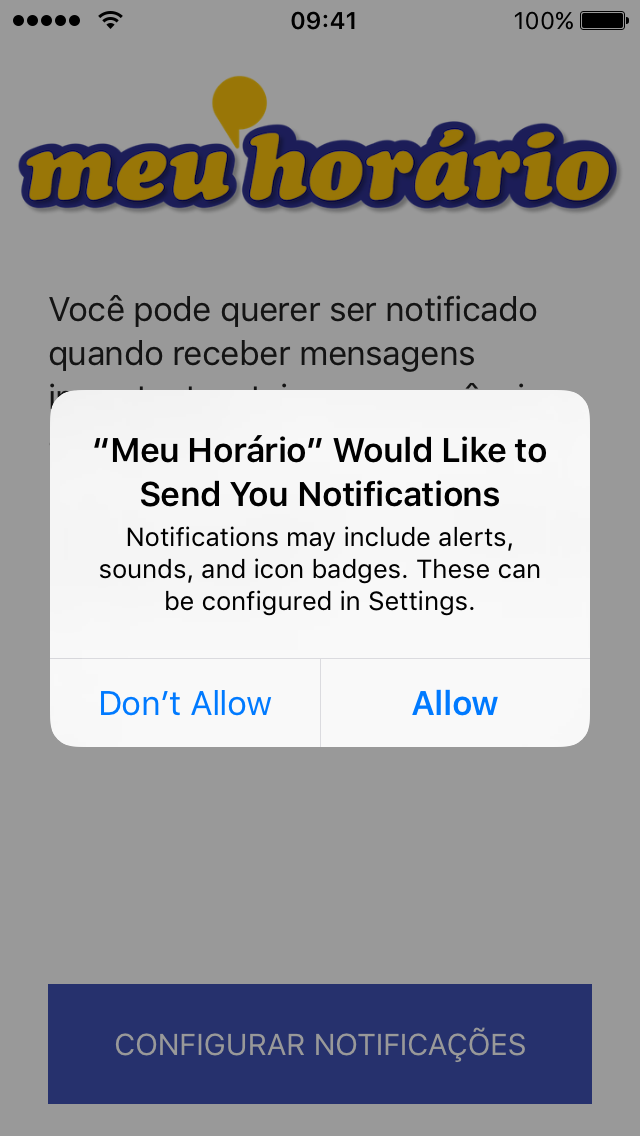 09:41 100%
meu horário
Você pode querer ser notificado
quando receber mensagens
“Meu Horário” Would Like to
Send You Notifications
Notifications may include alerts,
sounds, and icon badges. These can
be configured in Settings.
Don’t Allow Allow
CONFIGURAR NOTIFICAÇÕES